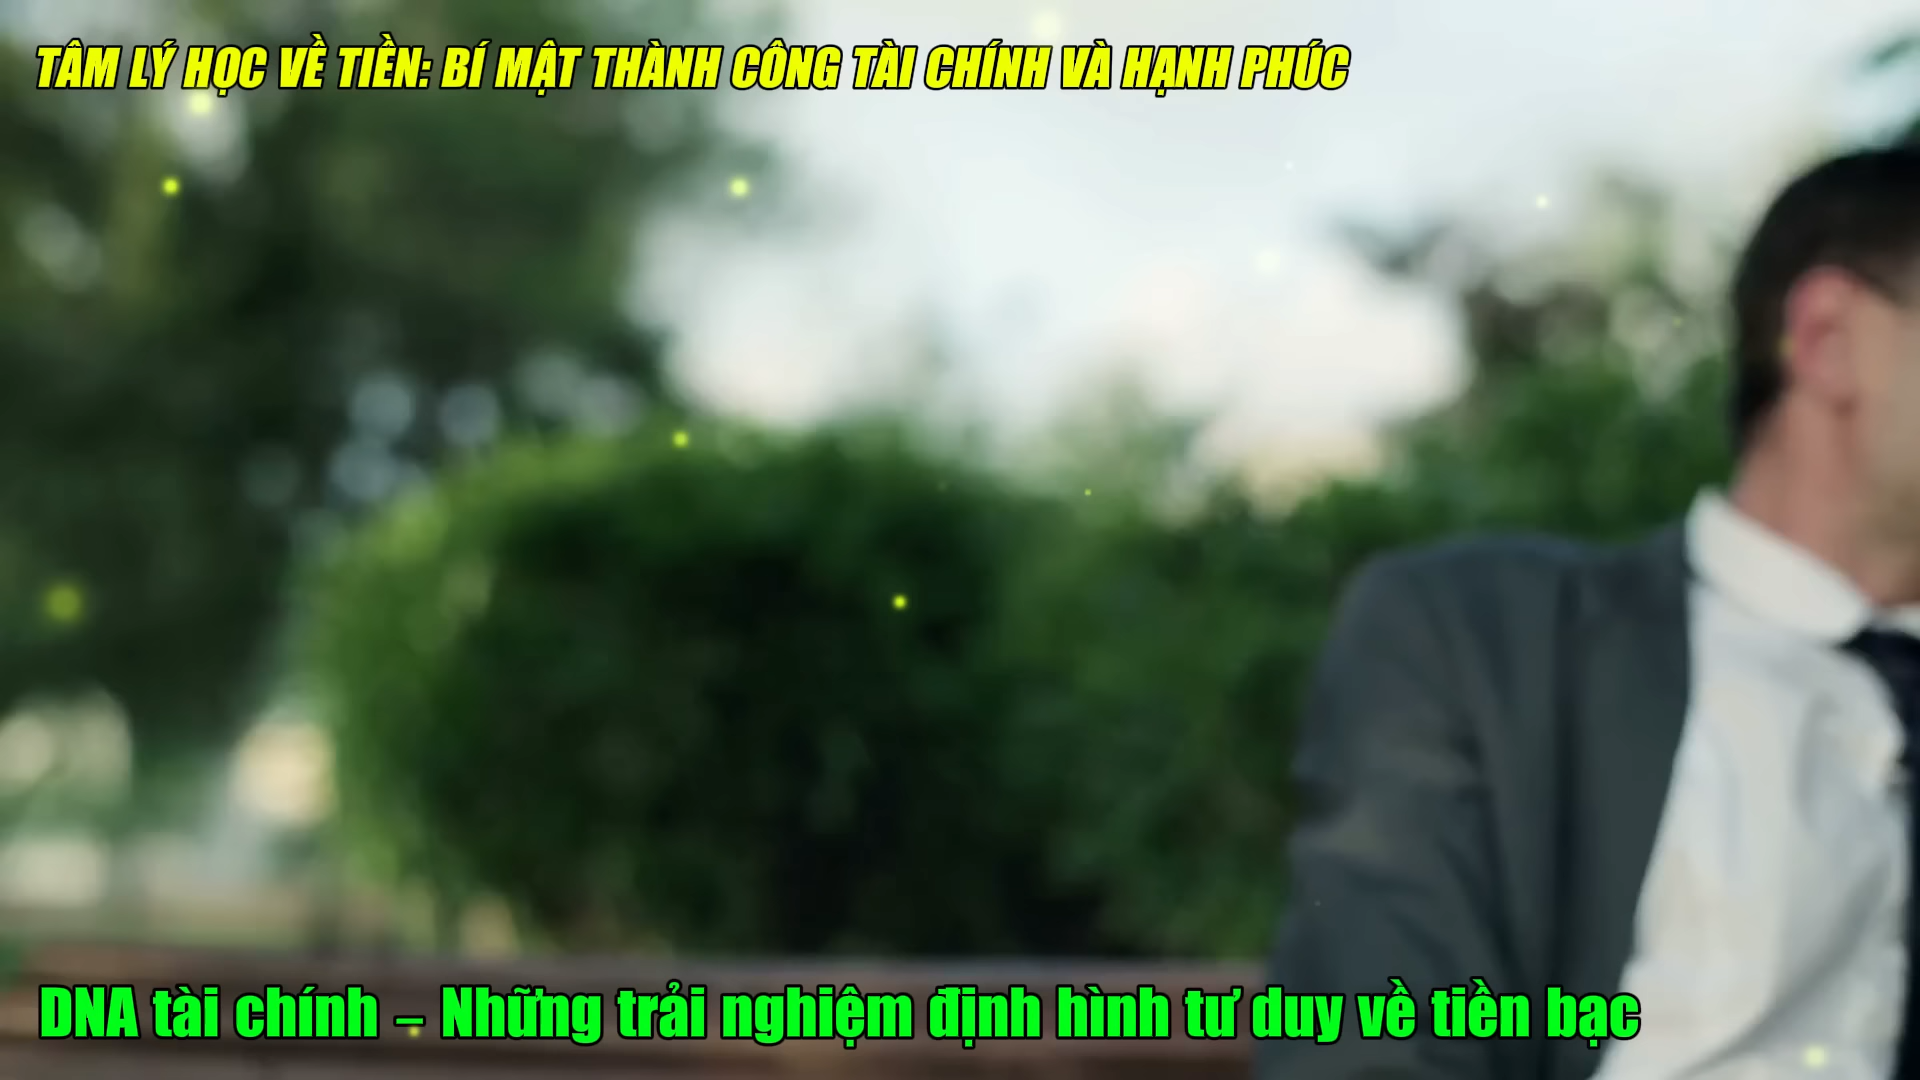 TÂM LÝ HỌC VỀ TIỀN: BÍ MẬT THÀNH CÔNG TÀI CHÍNH VÀ HẠNH PHÚC
DNA tài chính – Những trải nghiệm định hình tư duy về tiền bạc